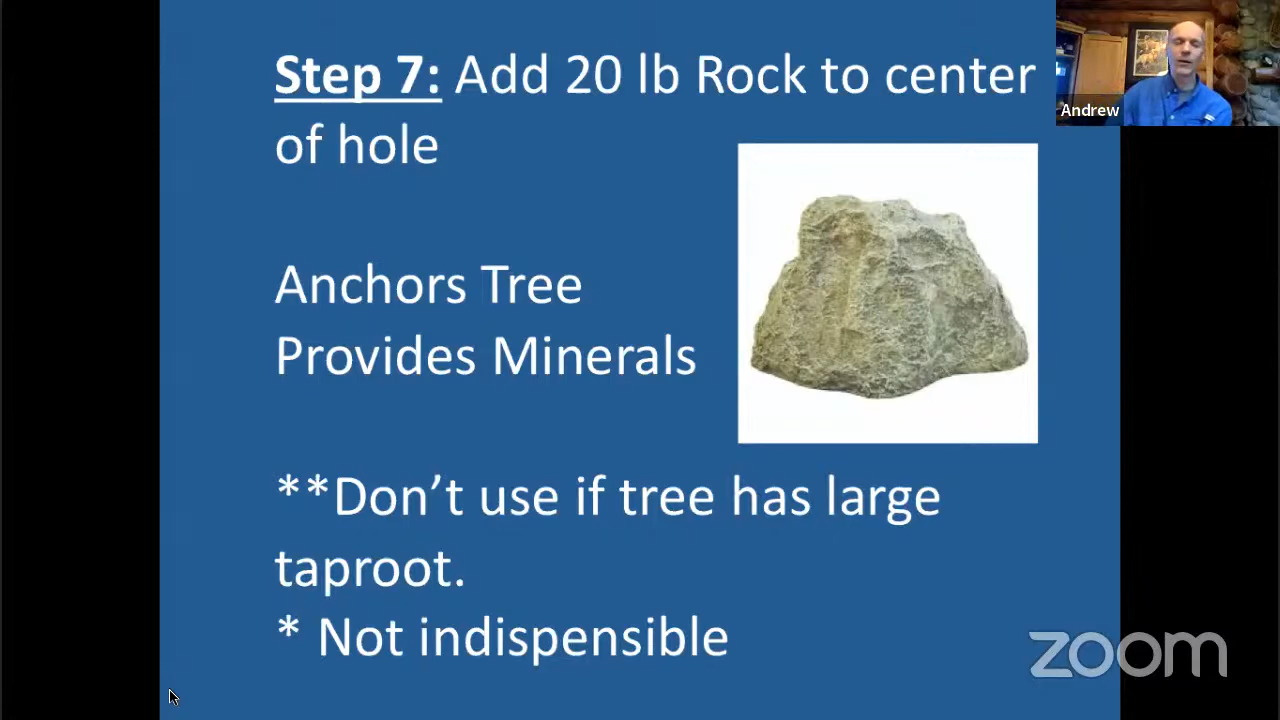 Step 7: Add 20 lb Rock to center
of hole
Andrew
Anchors Tree
Provides Minerals
**Don’t use if tree has large
taproot.
* Not indispensible
zoom